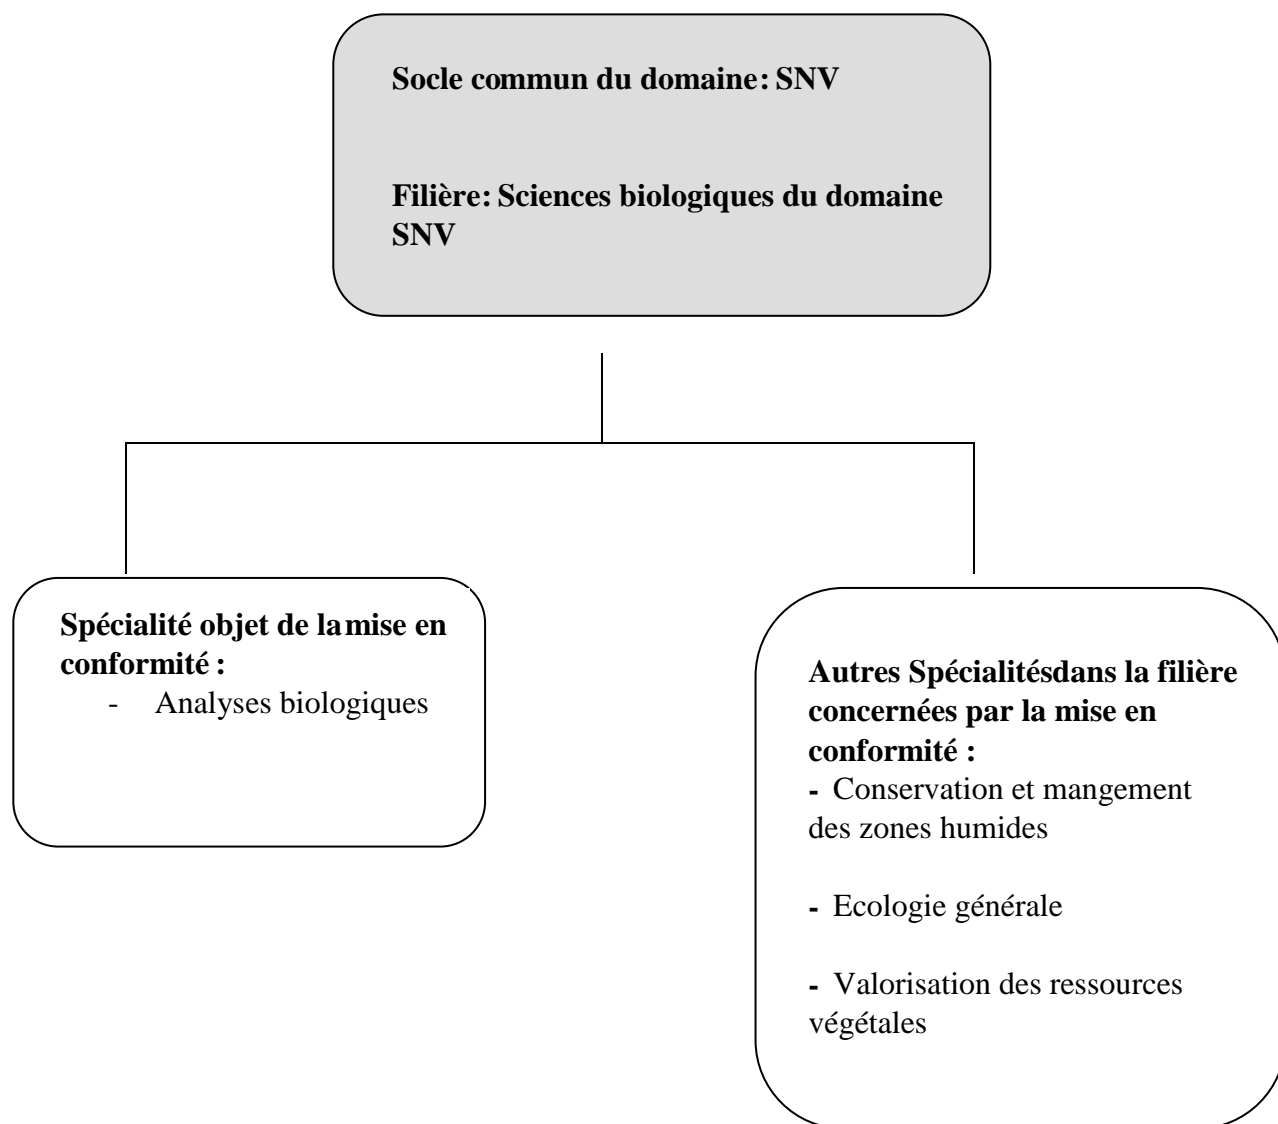 Socle commun du domaine: SNV
Filière: Sciences biologiques du domaine
SNV
Spécialité objet de lamise en
conformité :
- Analyses biologiques
Autres Spécialitésdans la filière
concernées par la mise en
conformité :
- Conservation et mangement
des zones humides
- Ecologie générale
- Valorisation des ressources
végétales